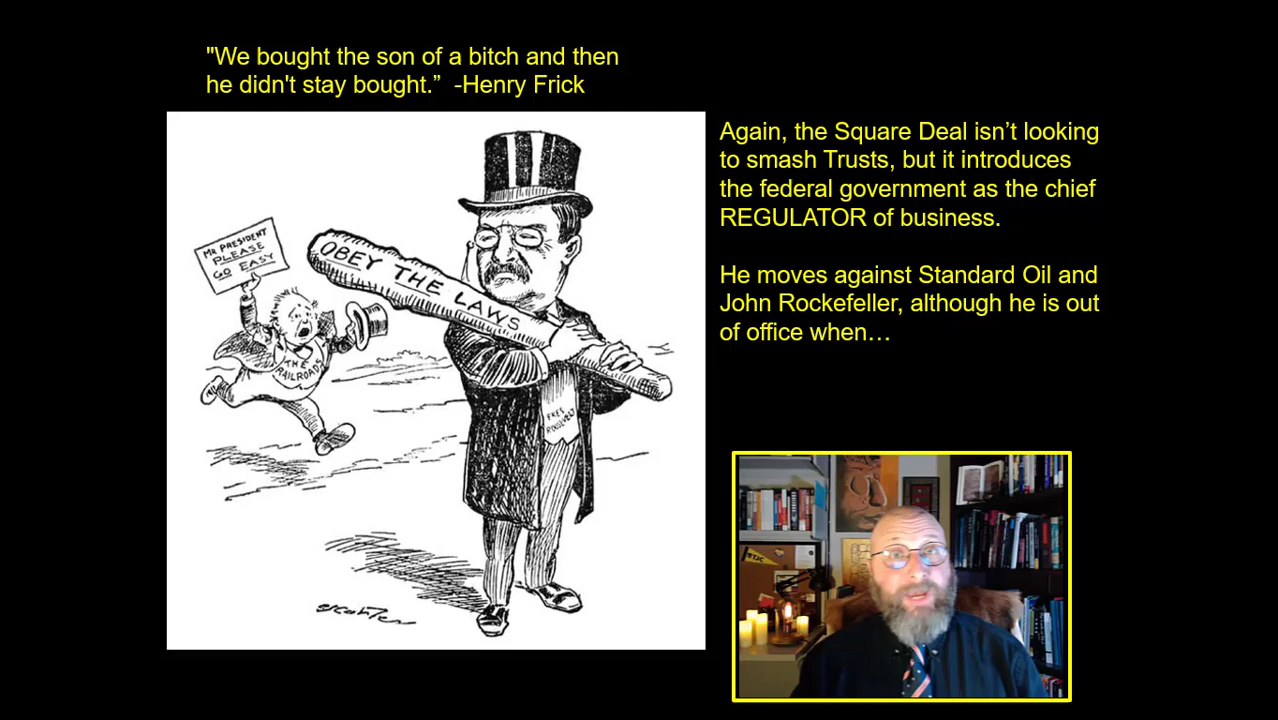 "We bought the son of a bitch and then
he didn't stay bought.” -Henry Frick
Again, the Square Deal isn’t looking
to smash Trusts, but it introduces
the federal government as the chief
REGULATOR of business.
He moves against Standard Oil and
John Rockefeller, although he is out
of office when…
MR PRESIDENT
PLEASE
GO EASY
OBEY THE LAWS
THE
RAILROADS
PRES
ROOSEVELT